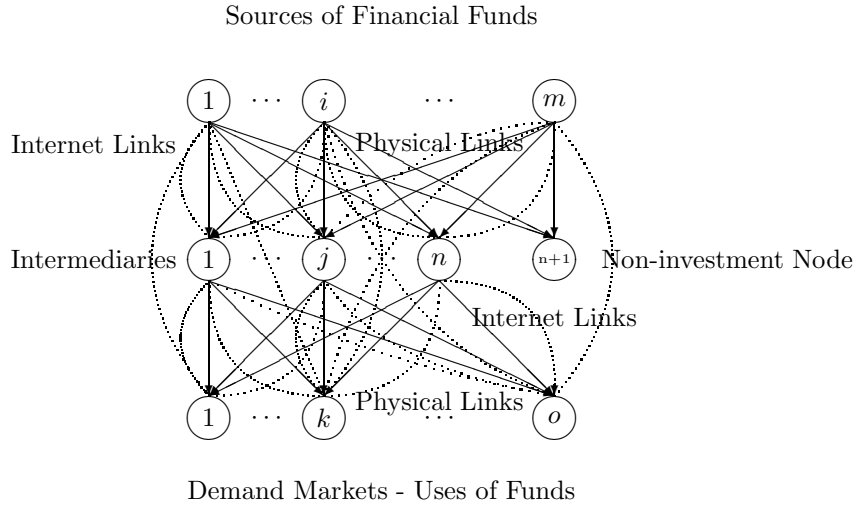 Sources of Financial Funds
1 ··· i ··· m
Internet Links
Physical Links
Intermediaries 1 ··· j ··· n n+1 Non-investment Node
Internet Links
Physical Links
1 ··· k ··· o
Demand Markets - Uses of Funds